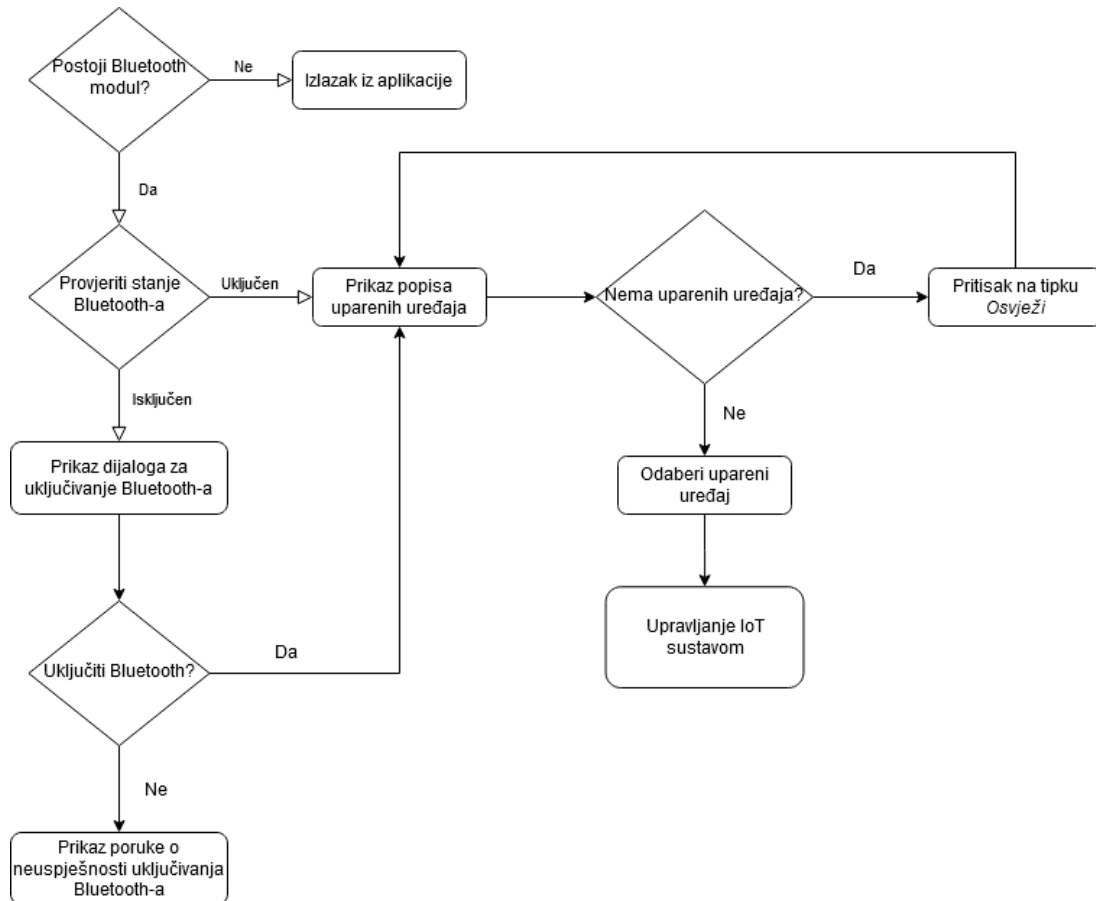 Postoji Bluetooth
modul?
Ne
Izlazak iz aplikacije
Da
Provjeriti stanje
Bluetooth-a
Uključen
Prikaz popisa
uparenih uređaja
Nema uparenih uređaja?
Da
Pritisak na tipku
Osvježi
Isključen
Ne
Prikaz dijaloga za
uključivanje Bluetooth-a
Odaberi upareni
uređaj
Upravljanje IoT
sustavom
Uključiti Bluetooth?
Da
Ne
Prikaz poruke o
neuspješnosti uključivanja
Bluetooth-a